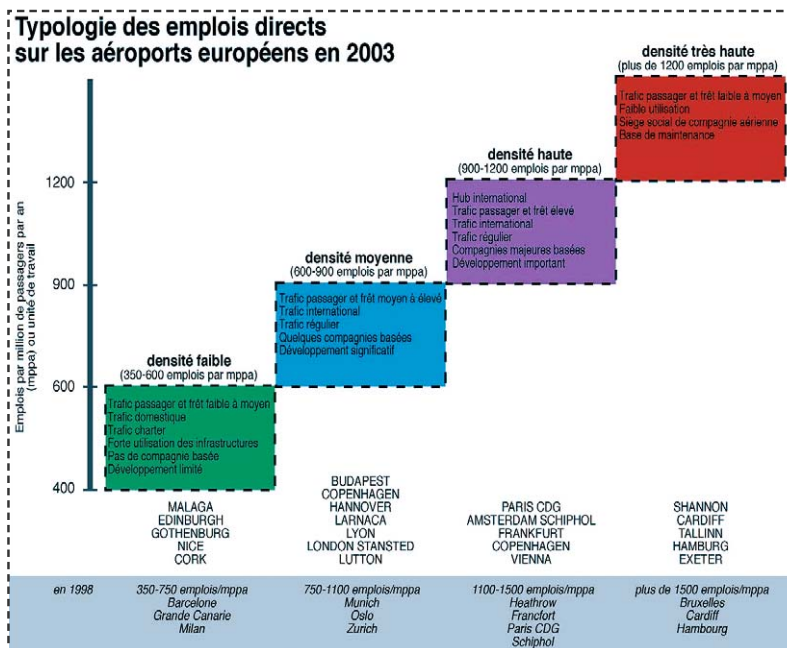 Typologie des emplois directs
sur les aéroports européens en 2003
densité très haute
(plus de 1200 emplois par mppa)
Trafic passager et frêt faible à moyen
Faible utilisation
Siège social de compagnie aérienne
Base de maintenance
densité haute
(900-1200 emplois par mppa)
Hub international
Trafic passager et frêt élevé
Trafic international
Trafic régulier
Compagnies majeures basées
Développement important
densité moyenne
(600-900 emplois par mppa)
Trafic passager et frêt moyen à élevé
Trafic international
Trafic régulier
Quelques compagnies basées
Développement significatif
densité faible
(350-600 emplois par mppa)
Trafic passager et frêt faible à moyen
Trafic domestique
Trafic charter
Forte utilisation des infrastructures
Pas de compagnie basée
Développement limité
Emplois par million de passagers par an
(mppa) ou unité de travail
1200
900
600
400
MALAGA
EDINBURGH
GOTHENBURG
NICE
CORK
BUDAPEST
COPENHAGEN
HANNOVER
LARNACA
LYON
LONDON STANSTED
LUTTON
PARIS CDG
AMSTERDAM SCHIPHOL
FRANKFURT
COPENHAGEN
VIENNA
SHANNON
CARDIFF
TALLINN
HAMBURG
EXETER
en 1998
350-750 emplois/mppa
Barcelone
Grande Canarie
Milan
750-1100 emplois/mppa
Munich
Oslo
Zurich
1100-1500 emplois/mppa
Heathrow
Francfort
Paris CDG
Schiphol
plus de 1500 emplois/mppa
Bruxelles
Cardiff
Hambourg